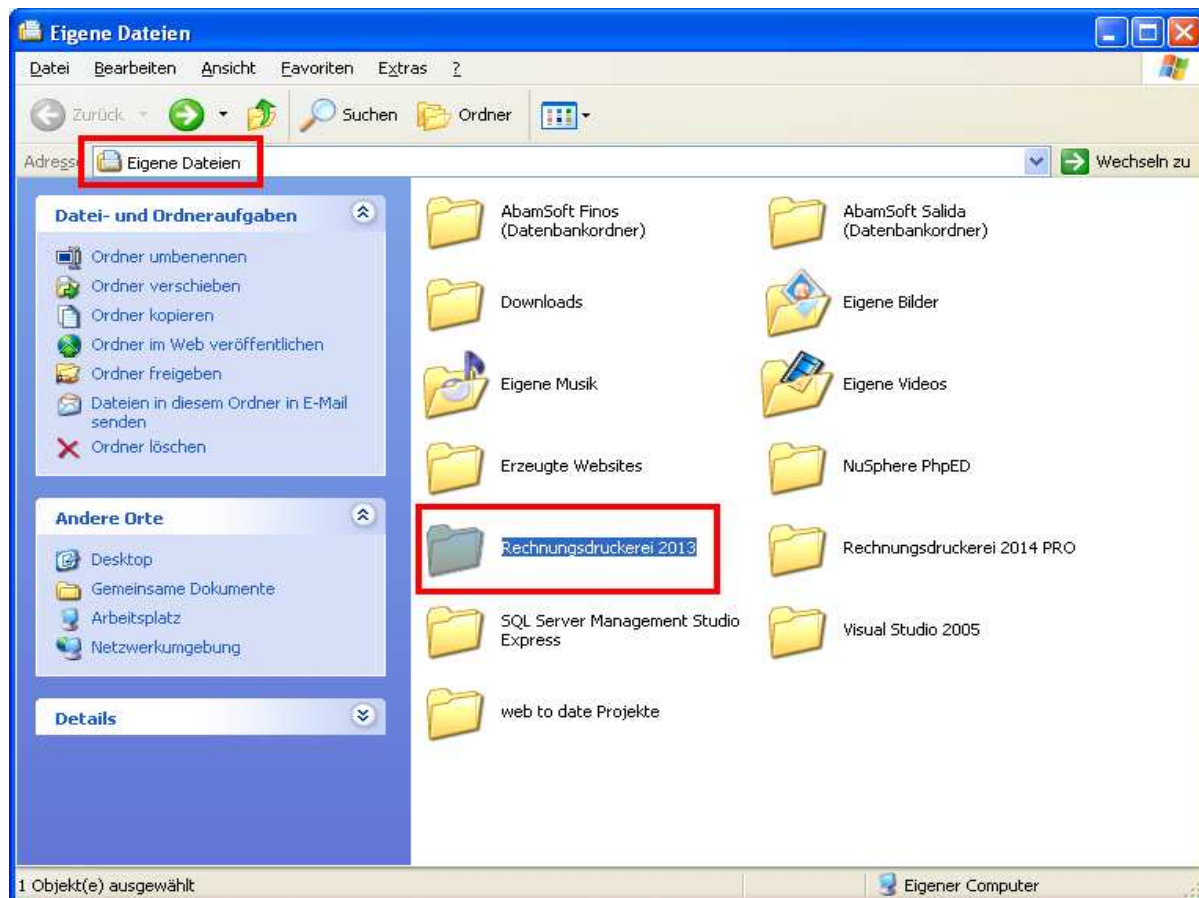 Eigene Dateien
Datei Bearbeiten Ansicht Favoriten Extras ?
Zurück Suchen Ordner
Adresse Eigene Dateien Wechseln zu
Datei- und Ordneraufgaben
Ordner umbenennen
Ordner verschieben
Ordner kopieren
Ordner im Web veröffentlichen
Ordner freigeben
Dateien in diesem Ordner in E-Mail
senden
Ordner löschen
Andere Orte
Desktop
Gemeinsame Dokumente
Arbeitsplatz
Netzwerkumgebung
Details
AbamSoft Finos
(Datenbankordner)
AbamSoft Salida
(Datenbankordner)
Downloads
Eigene Bilder
Eigene Musik
Eigene Videos
Erzeugte Websites
NuSphere PhpED
Rechnungsdruckerei 2013
Rechnungsdruckerei 2014 PRO
SQL Server Management Studio
Express
Visual Studio 2005
web to date Projekte
1 Objekt(e) ausgewählt
Eigener Computer